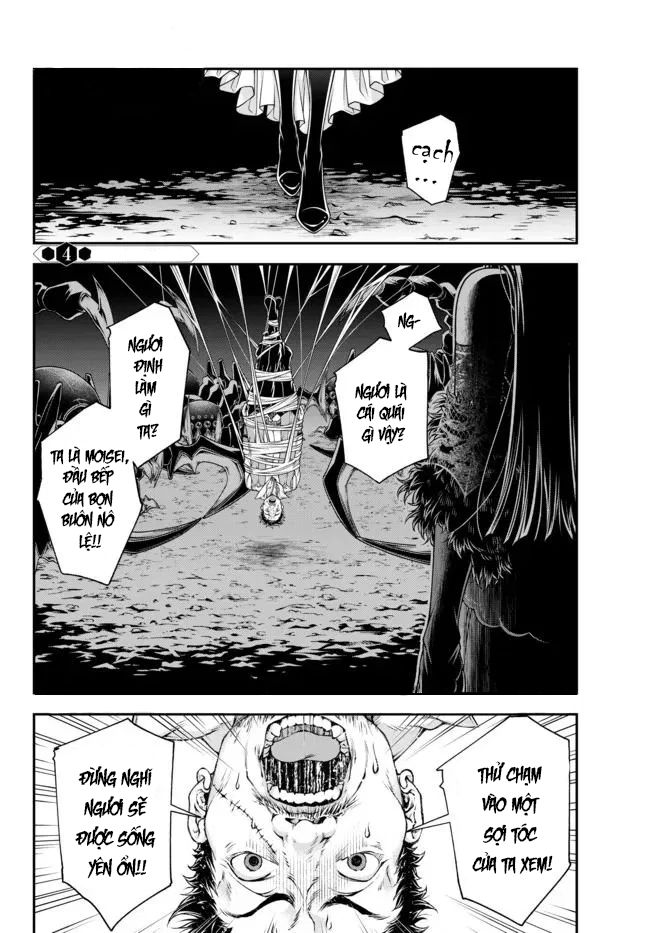 CẠCH
...
4
NG-
NGƯƠI LÀ
CÁI QUÁI
GÌ VẬY?
NGƯƠI
ĐỊNH
LÀM
GÌ
TA?
TA LÀ MOISEI,
ĐẦU BẾP
CỦA BỌN
BUÔN NÔ
LỆ!!
THỬ CHẠM
VÀO MỘT
SỢI TÓC
CỦA TA XEM!
ĐỪNG NGHĨ
NGƯƠI SẼ
ĐƯỢC SỐNG
YÊN ỔN!!